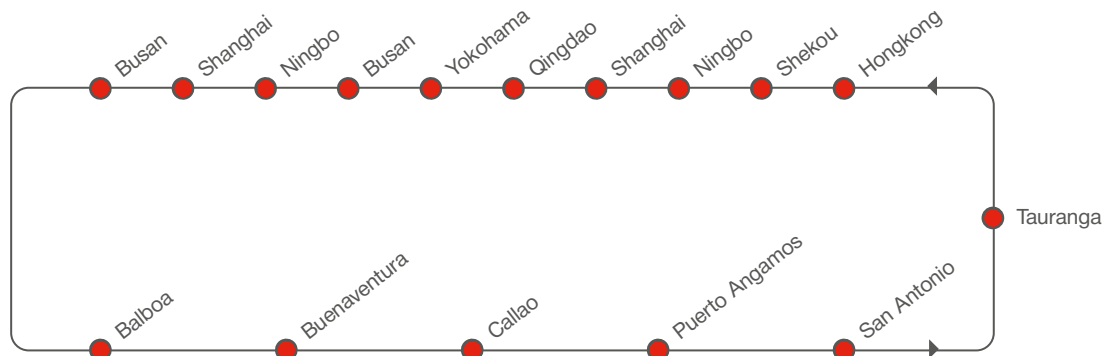 Busan
Shanghai
Ningbo
Busan
Yokohama
Qingdao
Shanghai
Ningbo
Shekou
Hongkong
Tauranga
Balboa
Buenaventura
Callao
Puerto Angamos
San Antonio